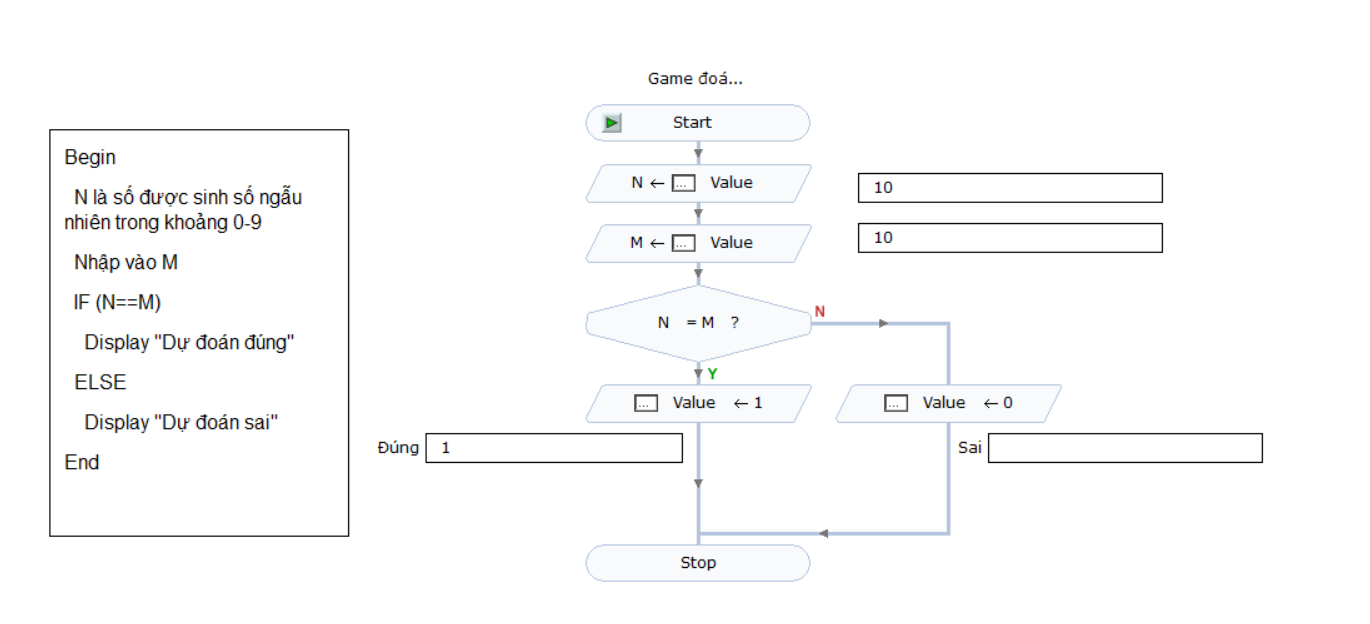 Game đoá...
Start
N ← ... Value
10
M ← ... Value
10
N = M ?
N
Y
... Value ← 1
... Value ← 0
Đúng 1
Sai
Stop
Begin
N là số được sinh số ngẫu
nhiên trong khoảng 0-9
Nhập vào M
IF (N==M)
Display "Dự đoán đúng"
ELSE
Display "Dự đoán sai"
End